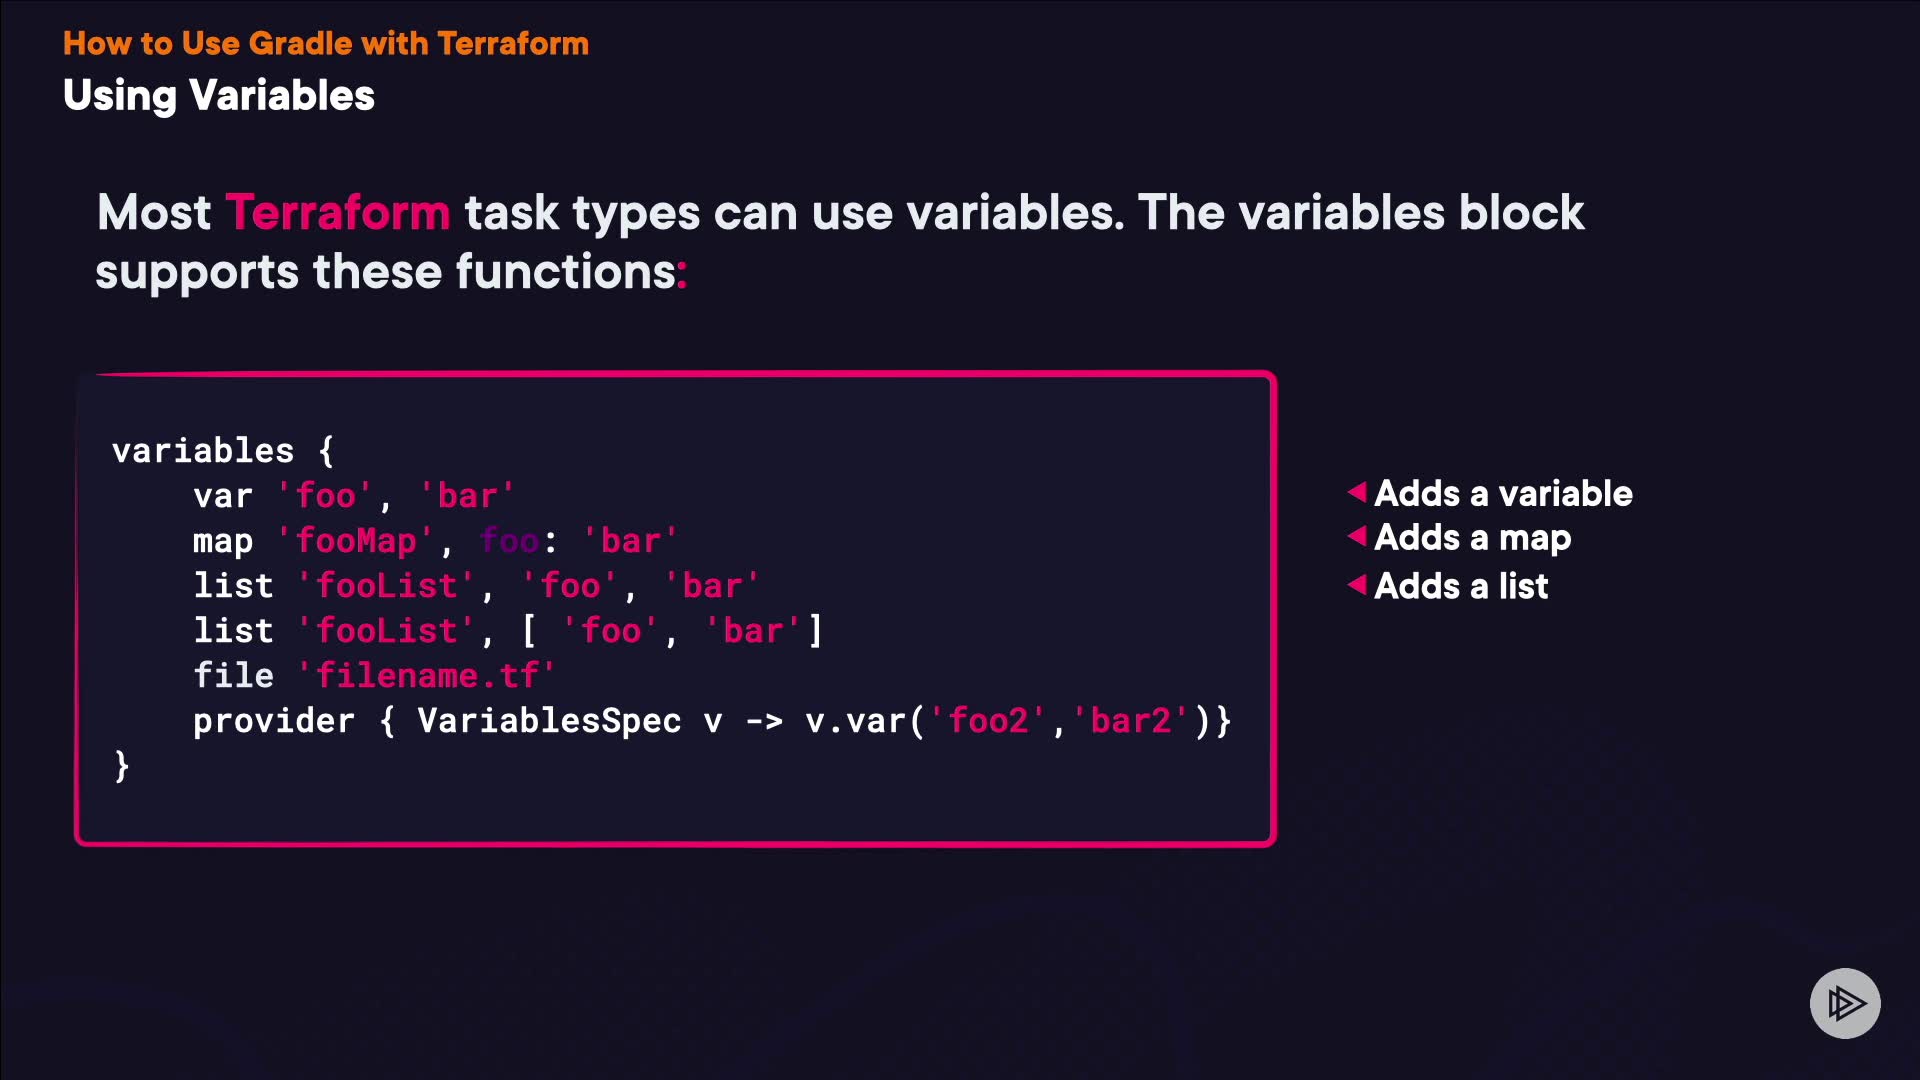 How to Use Gradle with Terraform
Using Variables
Most Terraform task types can use variables. The variables block
supports these functions:
variables {
    var 'foo', 'bar'
    map 'fooMap', foo: 'bar'
    list 'fooList', 'foo', 'bar'
    list 'fooList', [ 'foo', 'bar']
    file 'filename.tf'
    provider { VariablesSpec v -> v.var('foo2','bar2')}
}
Adds a variable
Adds a map
Adds a list